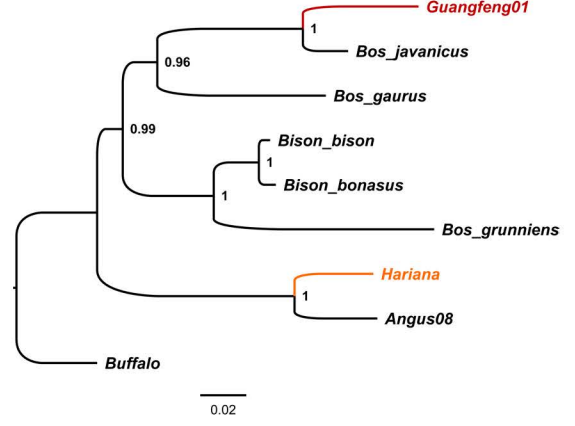 Guangfeng01
1
Bos_javanicus
0.96
Bos_gaurus
0.99
Bison_bison
1
Bison_bonasus
1
Bos_grunniens
Hariana
1
Angus08
Buffalo
0.02